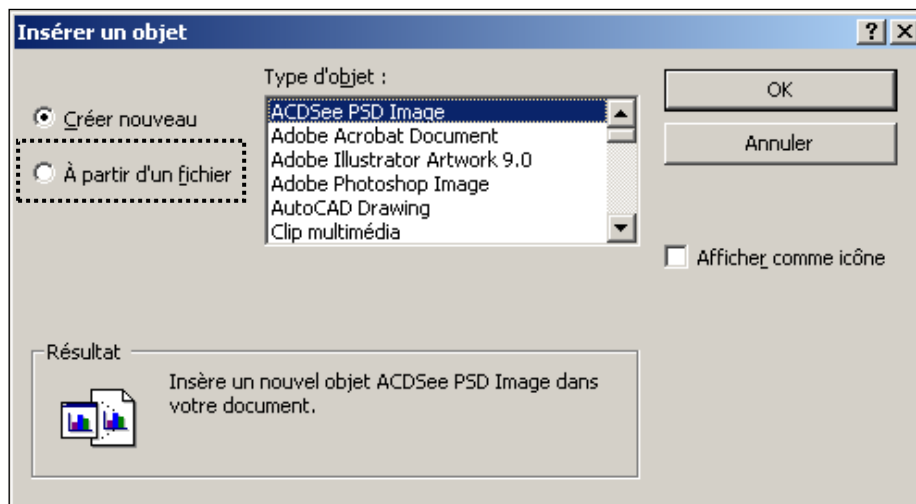 Insérer un objet
Type d'objet :
Créer nouveau
À partir d'un fichier
ACDSee PSD Image
Adobe Acrobat Document
Adobe Illustrator Artwork 9.0
Adobe Photoshop Image
AutoCAD Drawing
Clip multimédia
OK
Annuler
Afficher comme icône
Résultat
Insère un nouvel objet ACDSee PSD Image dans
votre document.